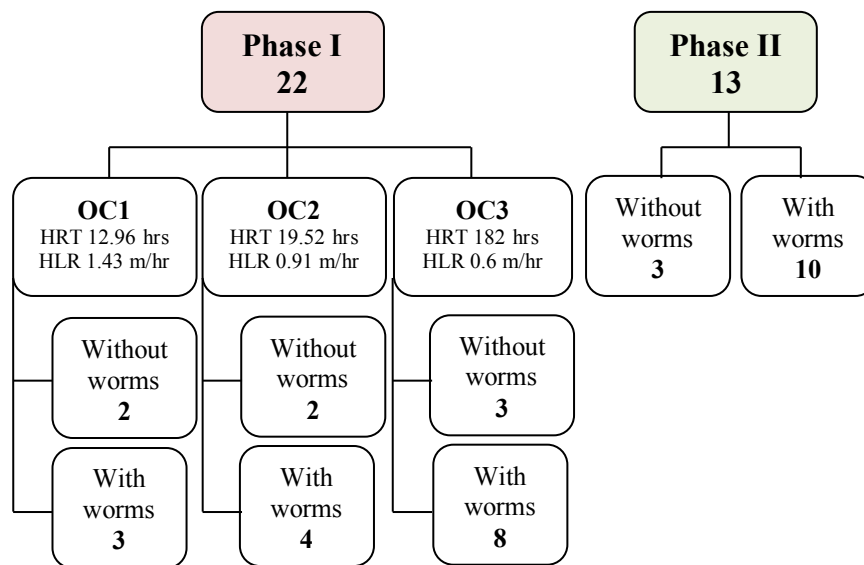 Phase I
22
Phase II
13
OC1
HRT 12.96 hrs
HLR 1.43 m/hr
OC2
HRT 19.52 hrs
HLR 0.91 m/hr
OC3
HRT 182 hrs
HLR 0.6 m/hr
Without
worms
3
With
worms
10
Without
worms
2
Without
worms
2
Without
worms
3
With
worms
3
With
worms
4
With
worms
8